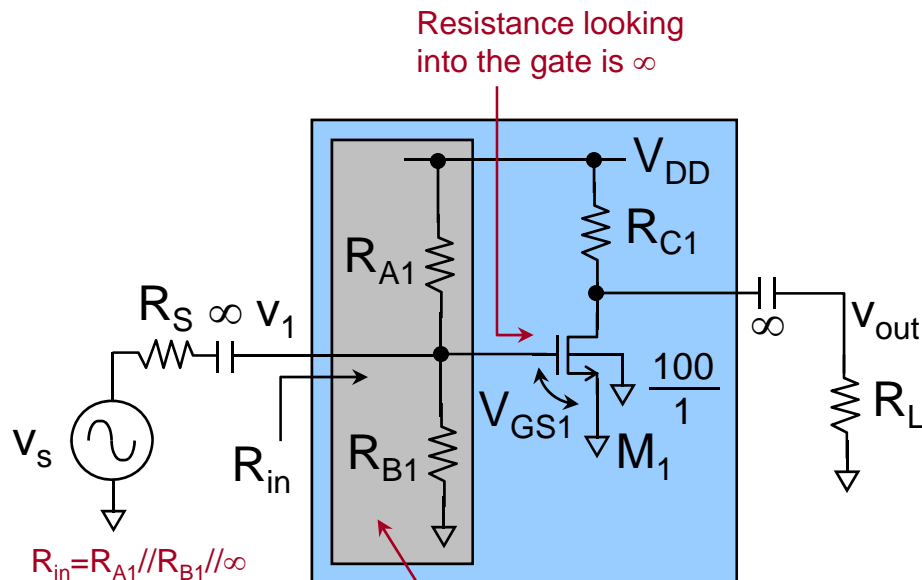 Resistance looking
into the gate is ∞
V_DD
R_C1
R_A1
R_S ∞ v_1
∞ v_out
100
1
V_GS1
R_L
v_s
R_in
R_B1
M_1
R_in=R_A1//R_B1//∞